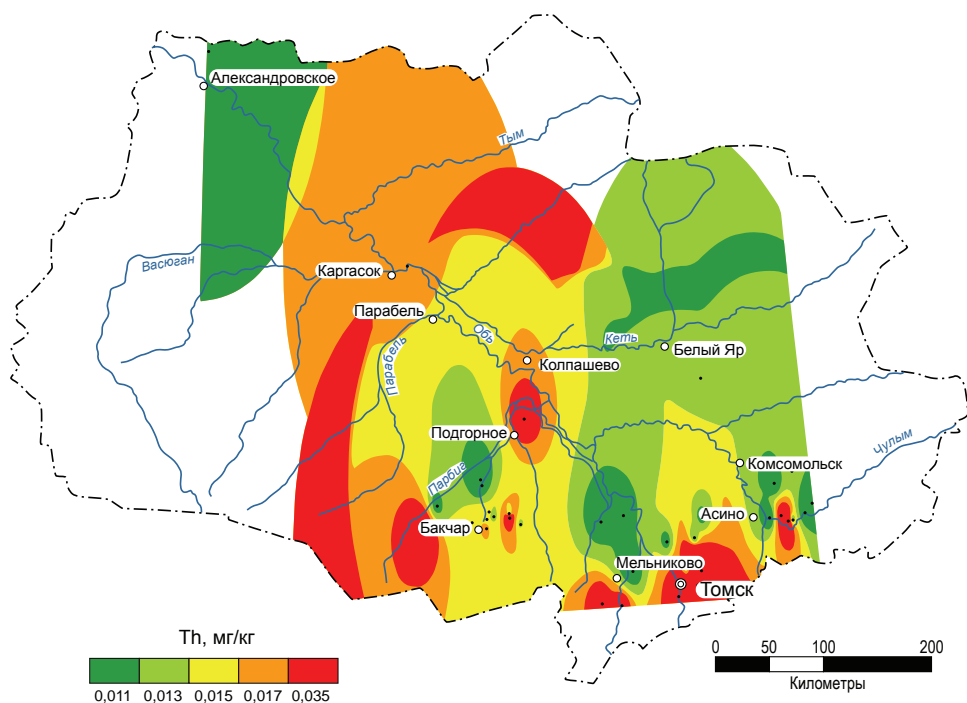 Александровское
Тым
Васюган
Каргасок
Парабель
Обь
Кеть
Белый Яр
Парабель
Колпашево
Подгорное
Комсомольск
Чулым
Парбиг
Бакчар
Асино
Мельниково
Томск
Th, мг/кг
0,011 0,013 0,015 0,017 0,035
0 50 100 200
Километры